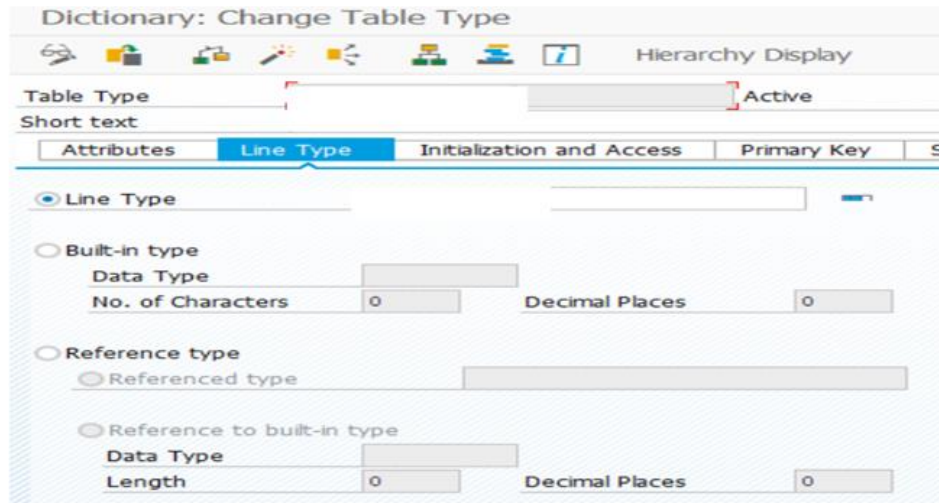 Dictionary: Change Table Type
Hierarchy Display
Table Type Active
Short text
Attributes Line Type Initialization and Access Primary Key S
Line Type
Built-in type
Data Type
No. of Characters 0 Decimal Places 0
Reference type
Referenced type
Reference to built-in type
Data Type
Length 0 Decimal Places 0